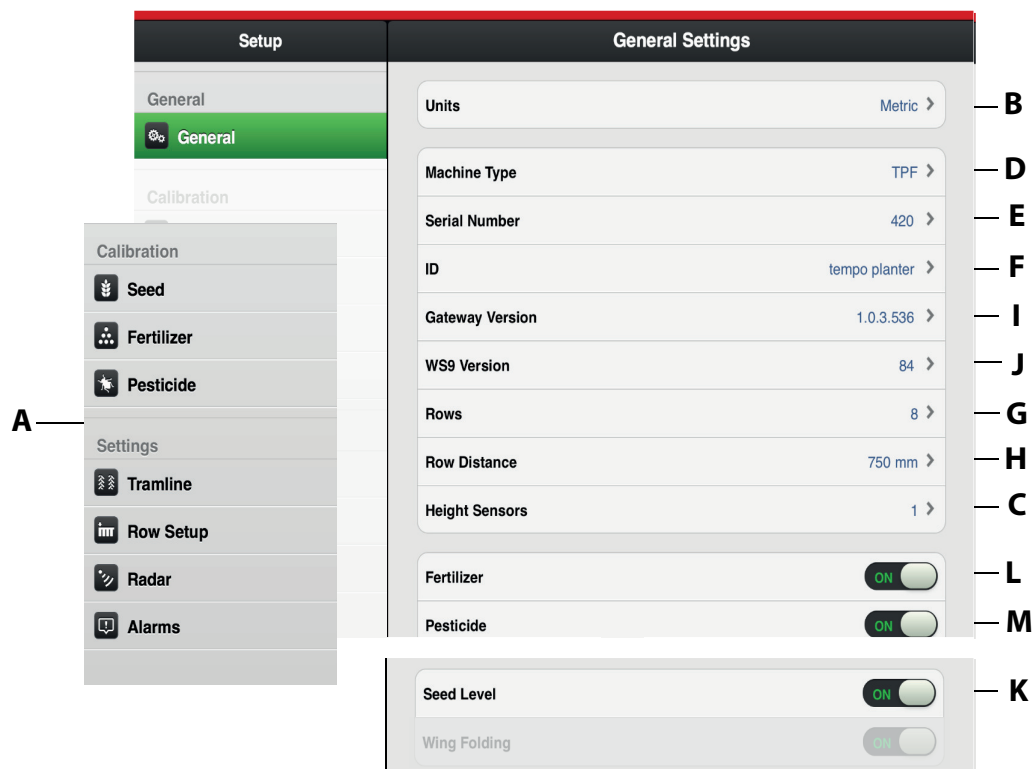 Setup
General Settings
General
General
Calibration
Calibration
Seed
Fertilizer
Pesticide
A
Settings
Tramline
Row Setup
Radar
Alarms
Units Metric B
Machine Type TPF D
Serial Number 420 E
ID tempo planter F
Gateway Version 1.0.3.536 I
WS9 Version 84 J
Rows 8 G
Row Distance 750 mm H
Height Sensors 1 C
Fertilizer ON L
Pesticide ON M
Seed Level ON K
Wing Folding ON